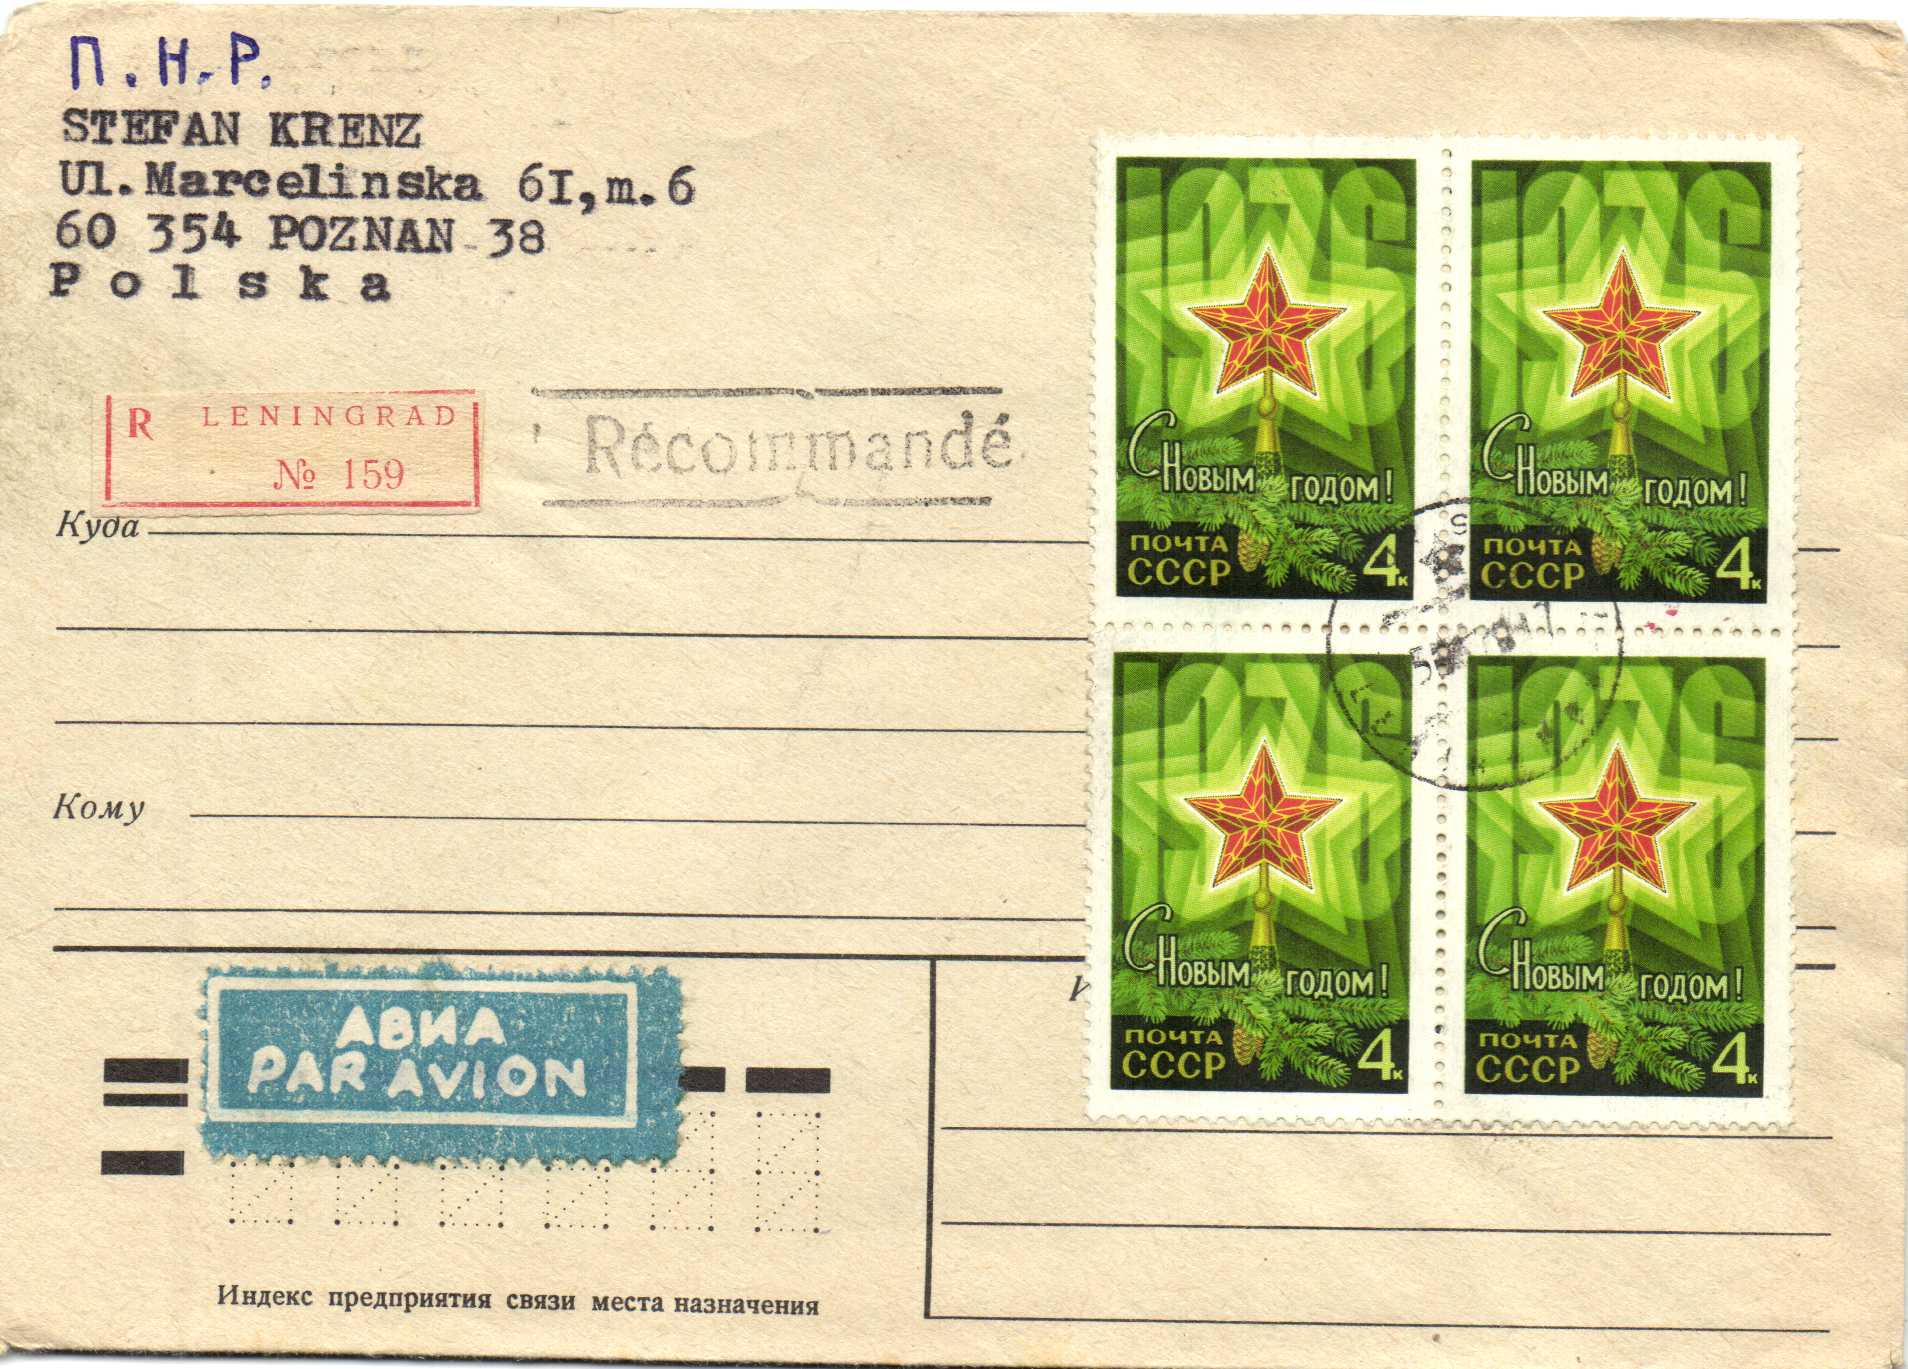 П.Н.Р.
STEFAN KRENZ
Ul.Marcelinska 6I,m.6
60 354 POZNAN 38
Polska
R LENINGRAD
№ 159
Recommandé
Куда
Кому
АВИА
PAR AVION
Индекс предприятия связи места назначения
1976
С Новым годом!
ПОЧТА
СССР 4к
1976
С Новым годом!
ПОЧТА
СССР 4к
1976
С Новым годом!
ПОЧТА
СССР 4к
1976
С Новым годом!
ПОЧТА
СССР 4к